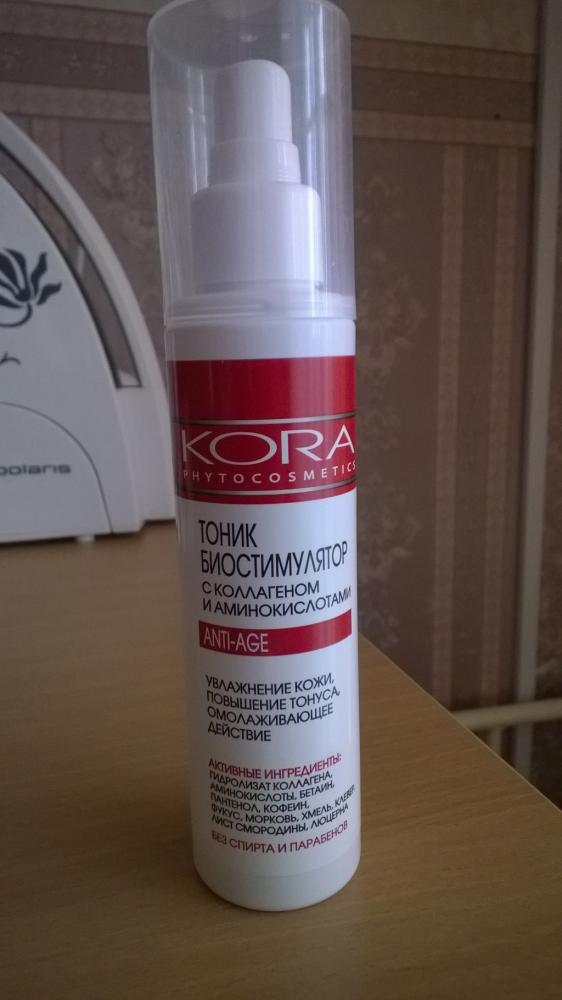 polaris
KORA
PHYTOCOSMETICS
ТОНИК
БИОСТИМУЛЯТОР
С КОЛЛАГЕНОМ
И АМИНОКИСЛОТАМИ
ANTI-AGE
УВЛАЖНЕНИЕ КОЖИ,
ПОВЫШЕНИЕ ТОНУСА,
ОМОЛАЖИВАЮЩЕЕ
ДЕЙСТВИЕ
АКТИВНЫЕ ИНГРЕДИЕНТЫ:
ГИДРОЛИЗАТ КОЛЛАГЕНА,
АМИНОКИСЛОТЫ, БЕТАИН,
ПАНТЕНОЛ, КОФЕИН,
ФУКУС, МОРКОВЬ, ХМЕЛЬ, КЛЕВЕР,
ЛИСТ СМОРОДИНЫ, ЛЮЦЕРНА
БЕЗ СПИРТА И ПАРАБЕНОВ